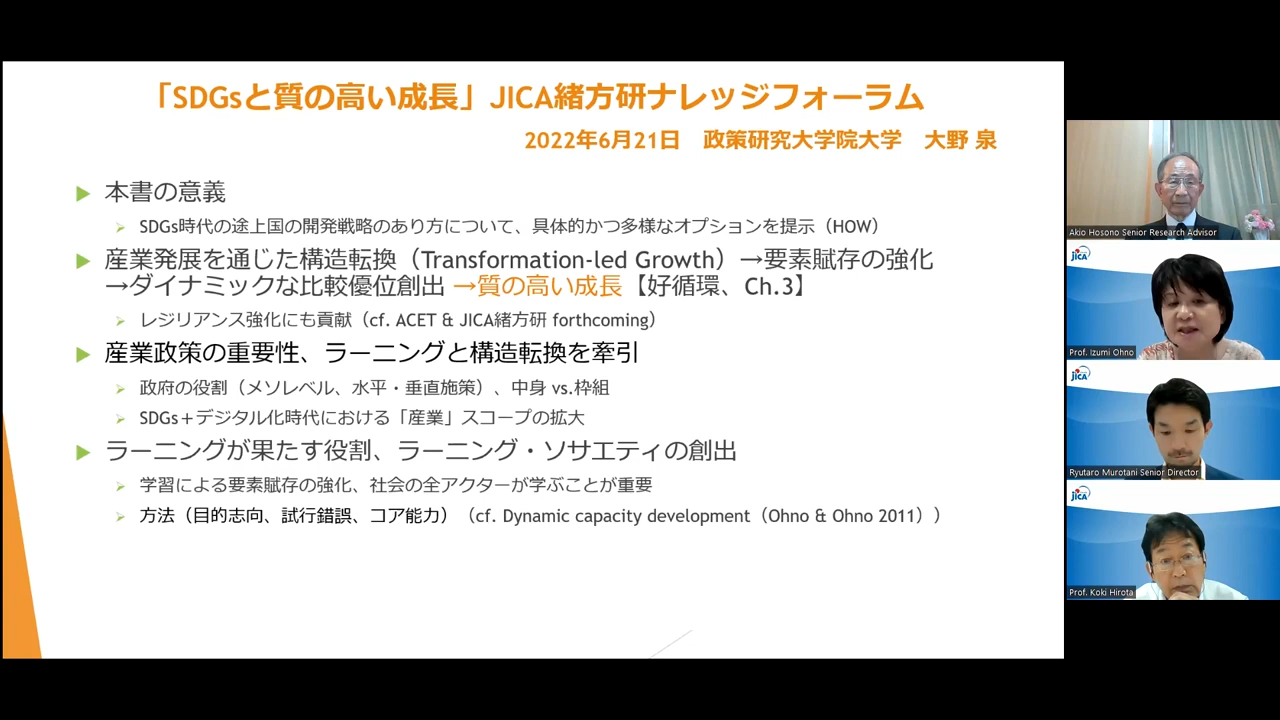 「SDGsと質の高い成長」JICA緒方研ナレッジフォーラム
2022年6月21日 政策研究大学院大学 大野 泉
本書の意義
SDGs時代の途上国の開発戦略のあり方について、具体的かつ多様なオプションを提示（HOW）
産業発展を通じた構造転換（Transformation-led Growth）→要素賦存の強化
→ダイナミックな比較優位創出 →質の高い成長【好循環、Ch.3】
レジリアンス強化にも貢献（cf. ACET & JICA緒方研 forthcoming）
産業政策の重要性、ラーニングと構造転換を牽引
政府の役割（メソレベル、水平・垂直施策）、中身 vs.枠組
SDGs＋デジタル化時代における「産業」スコープの拡大
ラーニングが果たす役割、ラーニング・ソサエティの創出
学習による要素賦存の強化、社会の全アクターが学ぶことが重要
方法（目的志向、試行錯誤、コア能力）（cf. Dynamic capacity development（Ohno & Ohno 2011））
Akio Hosono Senior Research Advisor
JICA
Prof. Izumi Ohno
JICA
Ryutaro Murotani Senior Director
JICA
Prof. Koki Hirota